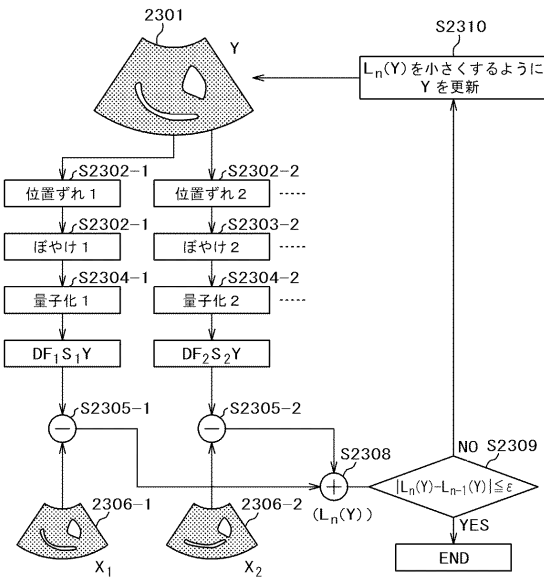 2301
Y
S2310
Lₙ(Y)を小さくするように
Yを更新
S2302-1
S2302-2
位置ずれ1
位置ずれ2
S2302-1
S2303-2
ぼやけ1
ぼやけ2
S2304-1
S2304-2
量子化1
量子化2
DF₁S₁Y
DF₂S₂Y
S2305-1
S2305-2
NO
S2309
S2308
|Lₙ(Y)-Lₙ₋₁(Y)|≦ε
(Lₙ(Y))
2306-1
2306-2
YES
END
X₁
X₂